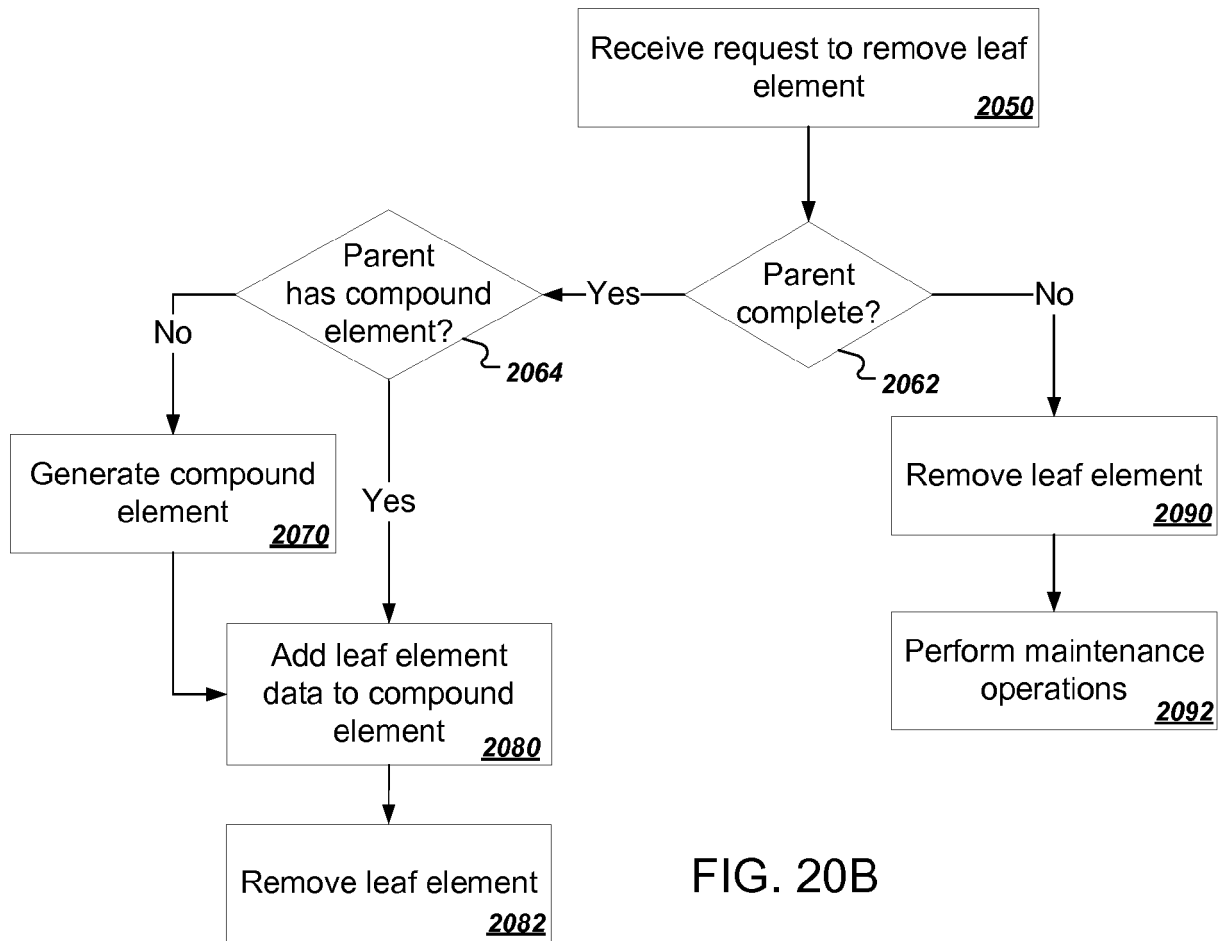 Receive request to remove leaf
element
2050
Parent
has compound
element?
2064
Yes
Parent
complete?
2062
No
No
Generate compound
element
2070
Yes
Remove leaf element
2090
Add leaf element
data to compound
element
2080
Perform maintenance
operations
2092
Remove leaf element
2082
FIG. 20B